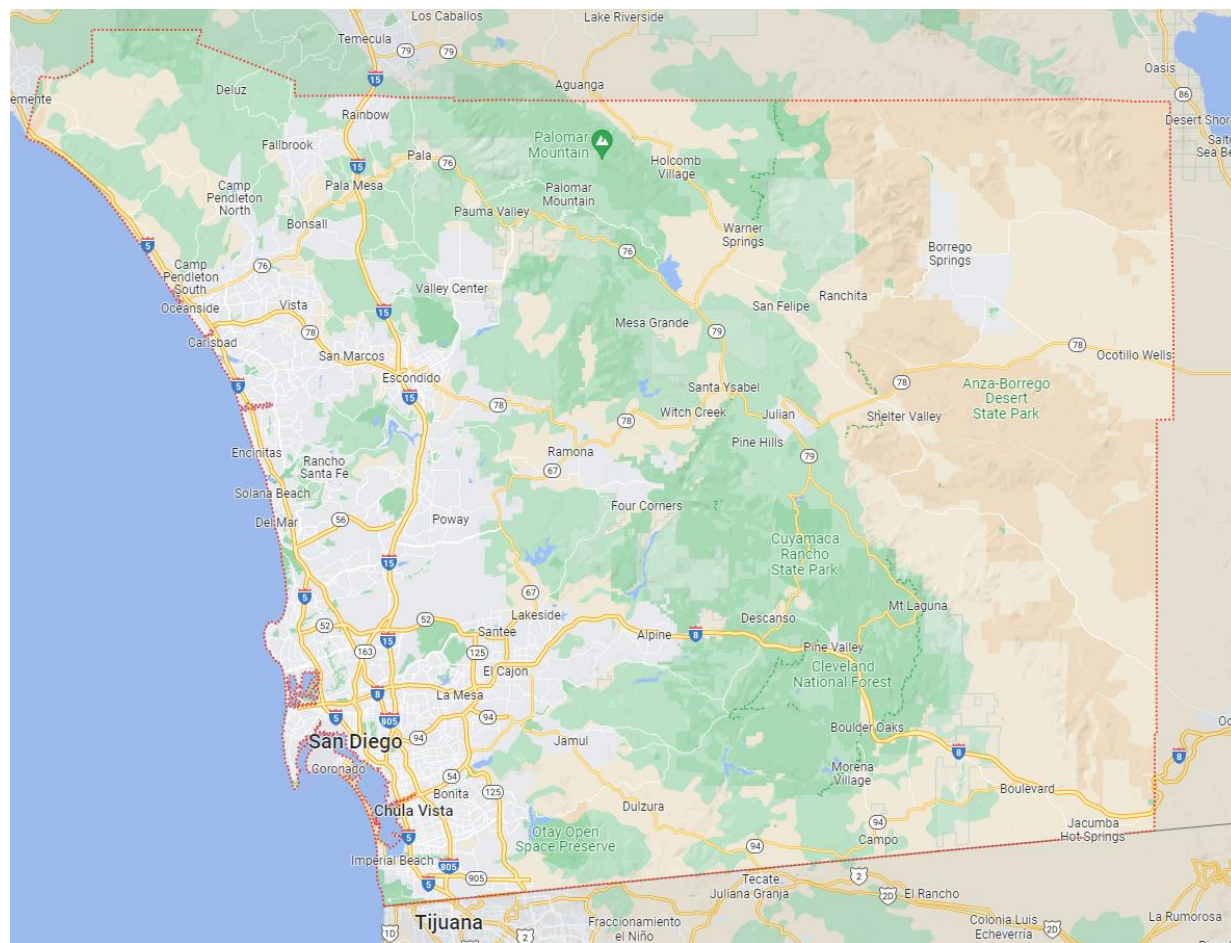 Los Caballos
Lake Riverside
Temecula
79
79
15
Aguanga
Oasis
86
emente
Deluz
Rainbow
Desert Shor
Salt
Sea Be
Fallbrook
15
Pala
76
Palomar
Mountain
Holcomb
Village
Camp
Pendleton
North
Pala Mesa
Palomar
Mountain
Pauma Valley
Bonsall
Warner
Springs
5
76
Borrego
Springs
Camp
Pendleton
South
76
Valley Center
Ranchita
San Felipe
Oceanside
Vista
15
Mesa Grande
79
78
Carlsbad
San Marcos
78
Ocotillo Wells
Escondido
5
15
78
Santa Ysabel
78
Anza-Borrego
Desert
State Park
78
Witch Creek
Julian
Shelter Valley
Pine Hills
Encinitas
Ramona
67
79
Rancho
Santa Fe
Solana Beach
Four Corners
Del Mar
56
Poway
Cuyamaca
Rancho
State Park
15
5
67
Lakeside
Mt Laguna
52
52
Santee
Descanso
Alpine
8
15
163
125
Pine Valley
El Cajon
Cleveland
National Forest
8
La Mesa
5
805
94
Boulder Oaks
San Diego
94
Jamul
8
8
Oc
Coronado
54
Morena
Village
Bonita
125
Boulevard
Chula Vista
Dulzura
94
Jacumba
Hot Springs
5
Otay Open
Space Preserve
94
Campo
Imperial Beach
805
905
5
Tecate
Juliana Granja
2
2D
El Rancho
Tijuana
Fraccionamiento
el Niño
Colonia Luis
Echeverría
2D
La Rumorosa
1D
2